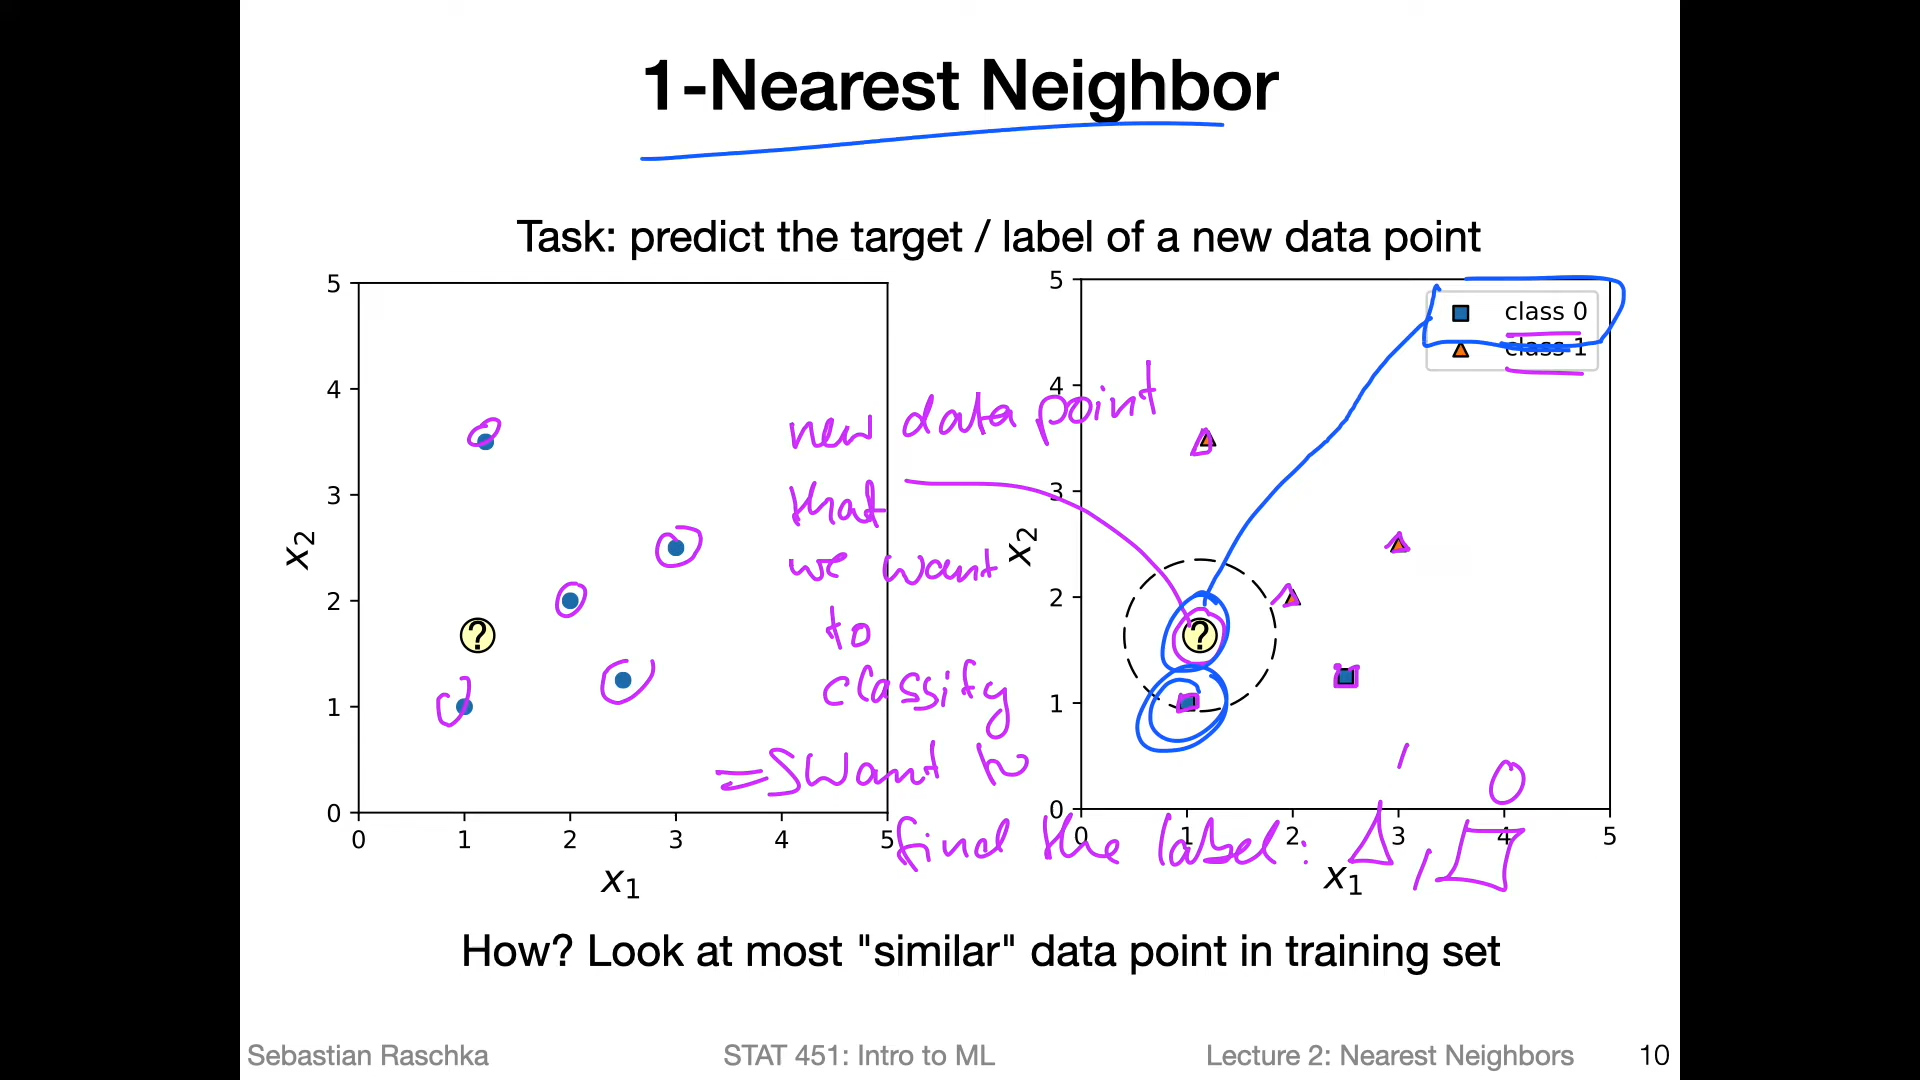 1-Nearest Neighbor
Task: predict the target / label of a new data point
5
4
3
2
1
0
0 1 2 3 4 5
x2
x1
?
new data point
that
we want
to
classify
=> want to
find the label: Δ, □
5
4
3
2
1
0
0 1 2 3 4 5
x2
x1
?
class 0
class 1
1
0
How? Look at most "similar" data point in training set
Sebastian Raschka
STAT 451: Intro to ML
Lecture 2: Nearest Neighbors
10